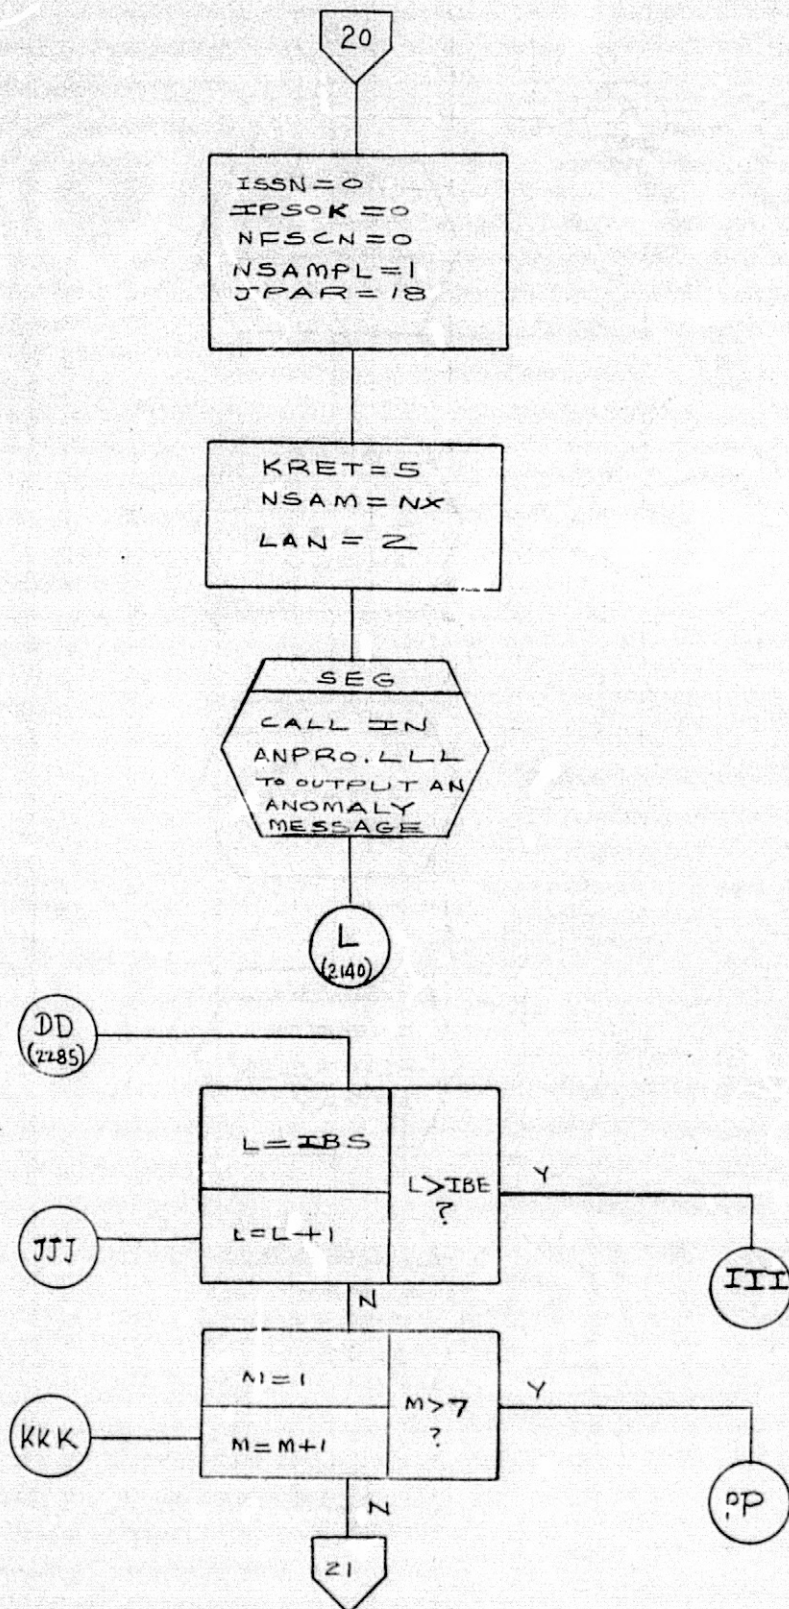 20
ISSN=0
IPSOK=0
NFSCN=0
NSAMPL=1
JPAR=18
KRET=5
NSAM=NX
LAN=2
SEG
CALL IN
ANPRO.LLL
TO OUTPUT AN
ANOMALY
MESSAGE
L
(2140)
DD
(2285)
L=IBS
L>IBE
?
Y
JJJ
L=L+1
III
N
M=1
M>7
?
Y
KKK
M=M+1
PP
N
21